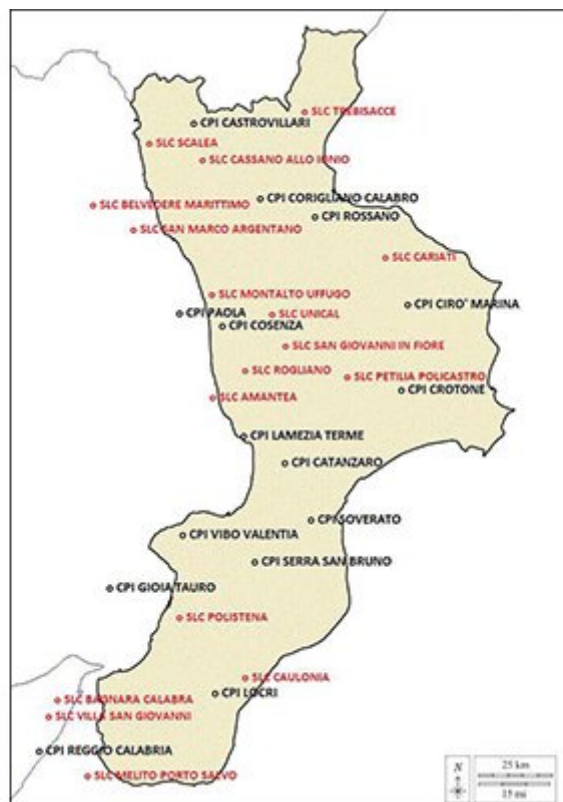 SLC TREBISACCE
CPI CASTROVILLARI
SLC SCALEA
SLC CASSANO ALLO IONIO
CPI CORIGLIANO CALABRO
SLC BELVEDERE MARITTIMO
CPI ROSSANO
SLC SAN MARCO ARGENTANO
SLC CARIATI
SLC MONTALTO UFFUGO
CPI CIRO' MARINA
CPI PAOLA
SLC UNICAL
CPI COSENZA
SLC SAN GIOVANNI IN FIORE
SLC ROGLIANO
SLC PETILIA POLICASTRO
CPI CROTONE
SLC AMANTEA
CPI LAMEZIA TERME
CPI CATANZARO
CPI SOVERATO
CPI VIBO VALENTIA
CPI SERRA SAN BRUNO
CPI GIOIA TAURO
SLC POLISTENA
SLC CAULONIA
CPI LOCRI
SLC BAGNARA CALABRA
SLC VILLA SAN GIOVANNI
CPI REGGIO CALABRIA
SLC MELITO PORTO SALVO
N
25 km
15 mi